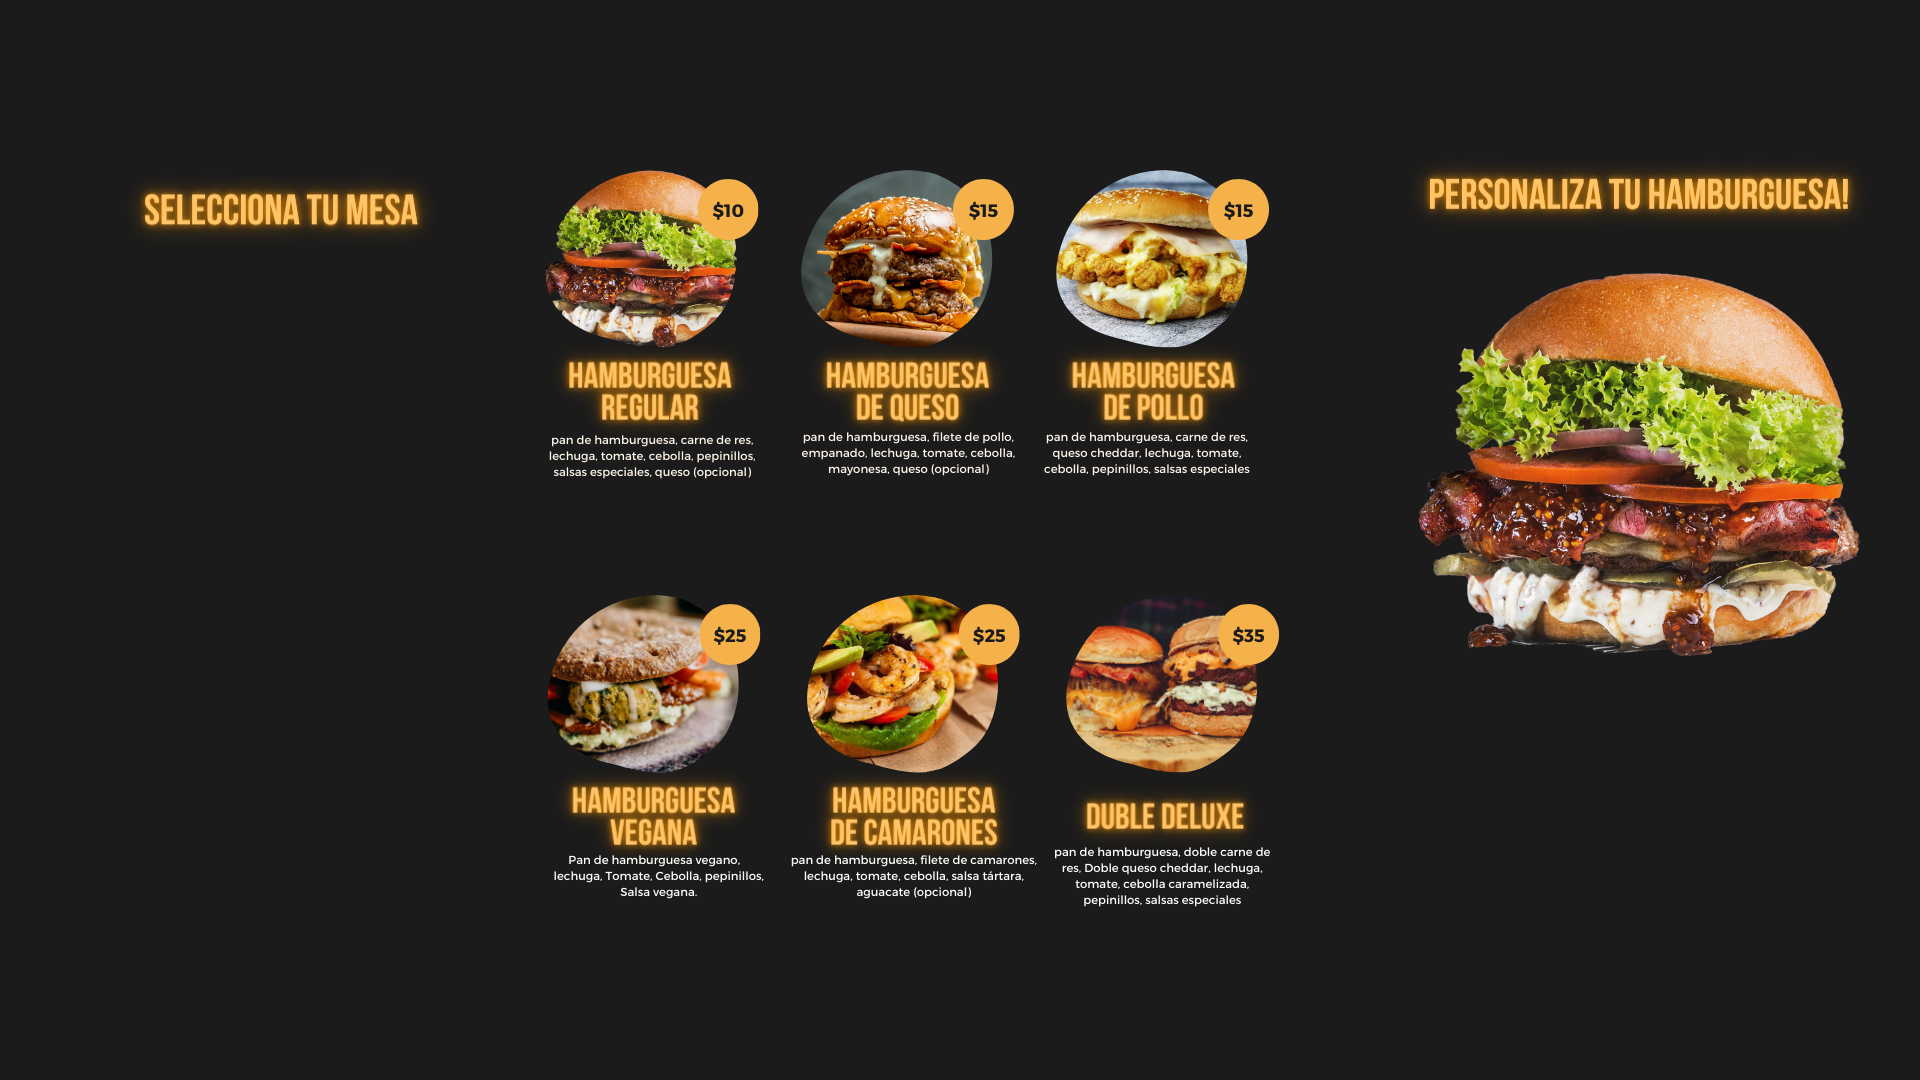 SELECCIONA TU MESA
$10
HAMBURGUESA
REGULAR
pan de hamburguesa, carne de res,
lechuga, tomate, cebolla, pepinillos,
salsas especiales, queso (opcional)
$15
HAMBURGUESA
DE QUESO
pan de hamburguesa, filete de pollo,
empanado, lechuga, tomate, cebolla,
mayonesa, queso (opcional)
$15
HAMBURGUESA
DE POLLO
pan de hamburguesa, carne de res,
queso cheddar, lechuga, tomate,
cebolla, pepinillos, salsas especiales
$25
HAMBURGUESA
VEGANA
Pan de hamburguesa vegano,
lechuga, Tomate, Cebolla, pepinillos,
Salsa vegana.
$25
HAMBURGUESA
DE CAMARONES
pan de hamburguesa, filete de camarones,
lechuga, tomate, cebolla, salsa tártara,
aguacate (opcional)
$35
DUBLE DELUXE
pan de hamburguesa, doble carne de
res, Doble queso cheddar, lechuga,
tomate, cebolla caramelizada,
pepinillos, salsas especiales
PERSONALIZA TU HAMBURGUESA!